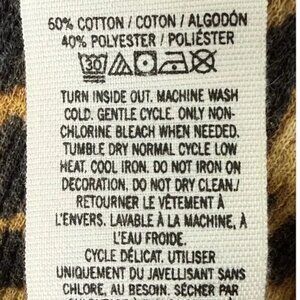 60% COTTON / COTON / ALGODÓN
40% POLYESTER / POLIÉSTER
30
TURN INSIDE OUT. MACHINE WASH
COLD. GENTLE CYCLE. ONLY NON-
CHLORINE BLEACH WHEN NEEDED.
TUMBLE DRY NORMAL CYCLE LOW
HEAT. COOL IRON. DO NOT IRON ON
DECORATION, DO NOT DRY CLEAN./
RETOURNER LE VÊTEMENT À
L'ENVERS. LAVABLE À LA MACHINE, À
L'EAU FROIDE.
CYCLE DÉLICAT. UTILISER
UNIQUEMENT DU JAVELLISANT SANS
CHLORE, AU BESOIN. SÉCHER PAR